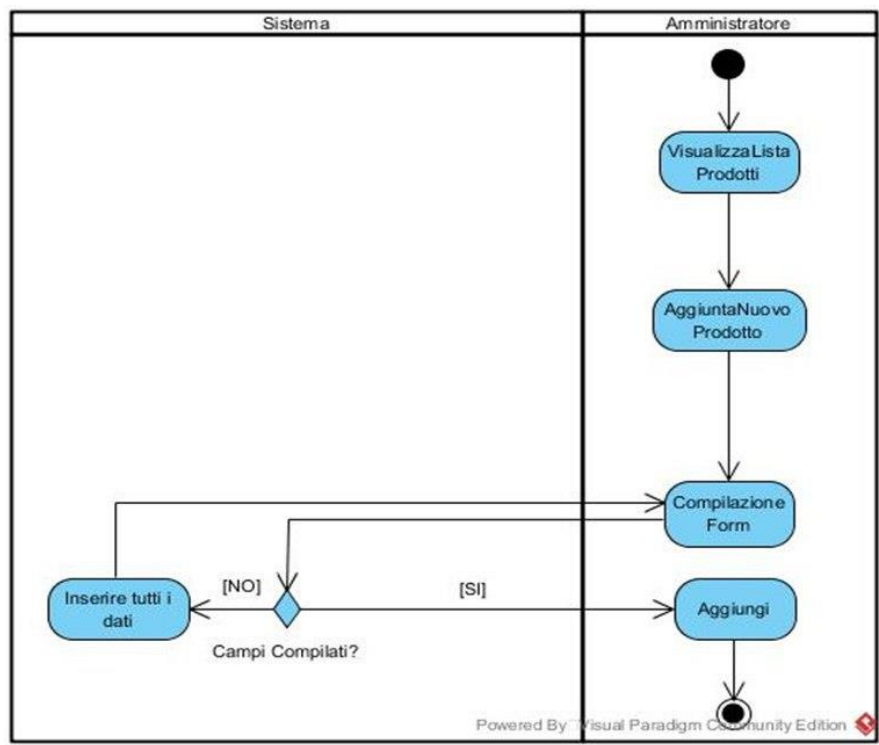 Sistema
Amministratore
VisualizzaLista
Prodotti
AggiuntaNuovo
Prodotto
Compilazione
Form
[NO]
[SI]
Inserire tutti i
dati
Aggiungi
Campi Compilati?
Powered By Visual Paradigm Community Edition